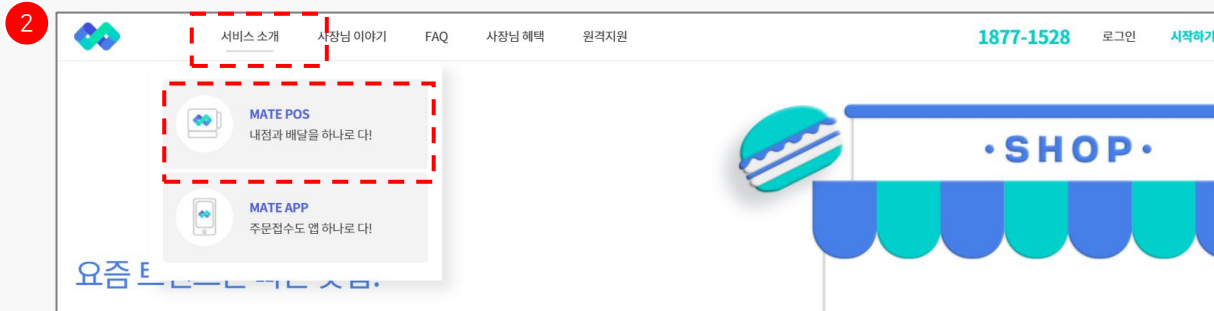 2
서비스 소개 사장님 이야기 FAQ 사장님 혜택 원격지원 1877-1528 로그인 시작하기
MATE POS
내점과 배달을 하나로 다!
·SHOP·
MATE APP
주문접수도 앱 하나로 다!
요즘